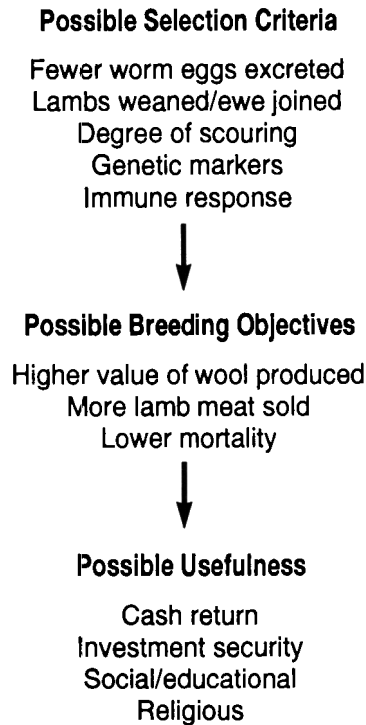 Possible Selection Criteria
Fewer worm eggs excreted
Lambs weaned/ewe joined
Degree of scouring
Genetic markers
Immune response
Possible Breeding Objectives
Higher value of wool produced
More lamb meat sold
Lower mortality
Possible Usefulness
Cash return
Investment security
Social/educational
Religious